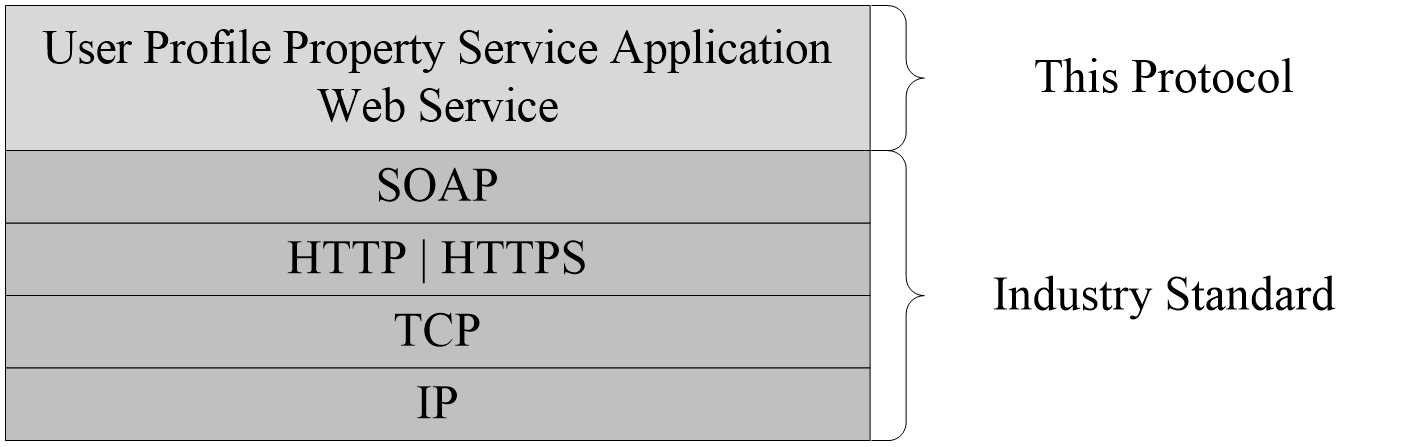 User Profile Property Service Application
Web Service
This Protocol
SOAP
HTTP | HTTPS
TCP
IP
Industry Standard